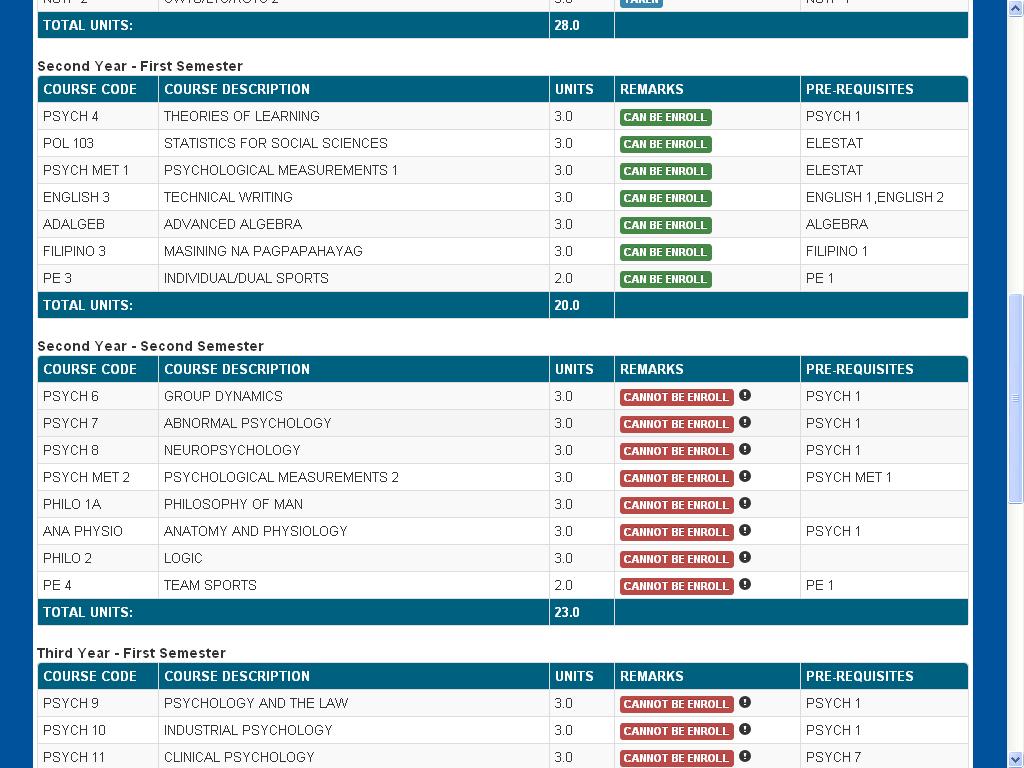 TAKEN
TOTAL UNITS: 28.0
Second Year - First Semester
COURSE CODE COURSE DESCRIPTION UNITS REMARKS PRE-REQUISITES
PSYCH 4 THEORIES OF LEARNING 3.0 CAN BE ENROLL PSYCH 1
POL 103 STATISTICS FOR SOCIAL SCIENCES 3.0 CAN BE ENROLL ELESTAT
PSYCH MET 1 PSYCHOLOGICAL MEASUREMENTS 1 3.0 CAN BE ENROLL ELESTAT
ENGLISH 3 TECHNICAL WRITING 3.0 CAN BE ENROLL ENGLISH 1,ENGLISH 2
ADALGEB ADVANCED ALGEBRA 3.0 CAN BE ENROLL ALGEBRA
FILIPINO 3 MASINING NA PAGPAPAHAYAG 3.0 CAN BE ENROLL FILIPINO 1
PE 3 INDIVIDUAL/DUAL SPORTS 2.0 CAN BE ENROLL PE 1
TOTAL UNITS: 20.0
Second Year - Second Semester
COURSE CODE COURSE DESCRIPTION UNITS REMARKS PRE-REQUISITES
PSYCH 6 GROUP DYNAMICS 3.0 CANNOT BE ENROLL PSYCH 1
PSYCH 7 ABNORMAL PSYCHOLOGY 3.0 CANNOT BE ENROLL PSYCH 1
PSYCH 8 NEUROPSYCHOLOGY 3.0 CANNOT BE ENROLL PSYCH 1
PSYCH MET 2 PSYCHOLOGICAL MEASUREMENTS 2 3.0 CANNOT BE ENROLL PSYCH MET 1
PHILO 1A PHILOSOPHY OF MAN 3.0 CANNOT BE ENROLL
ANA PHYSIO ANATOMY AND PHYSIOLOGY 3.0 CANNOT BE ENROLL PSYCH 1
PHILO 2 LOGIC 3.0 CANNOT BE ENROLL
PE 4 TEAM SPORTS 2.0 CANNOT BE ENROLL PE 1
TOTAL UNITS: 23.0
Third Year - First Semester
COURSE CODE COURSE DESCRIPTION UNITS REMARKS PRE-REQUISITES
PSYCH 9 PSYCHOLOGY AND THE LAW 3.0 CANNOT BE ENROLL PSYCH 1
PSYCH 10 INDUSTRIAL PSYCHOLOGY 3.0 CANNOT BE ENROLL PSYCH 1
PSYCH 11 CLINICAL PSYCHOLOGY 3.0 CANNOT BE ENROLL PSYCH 7